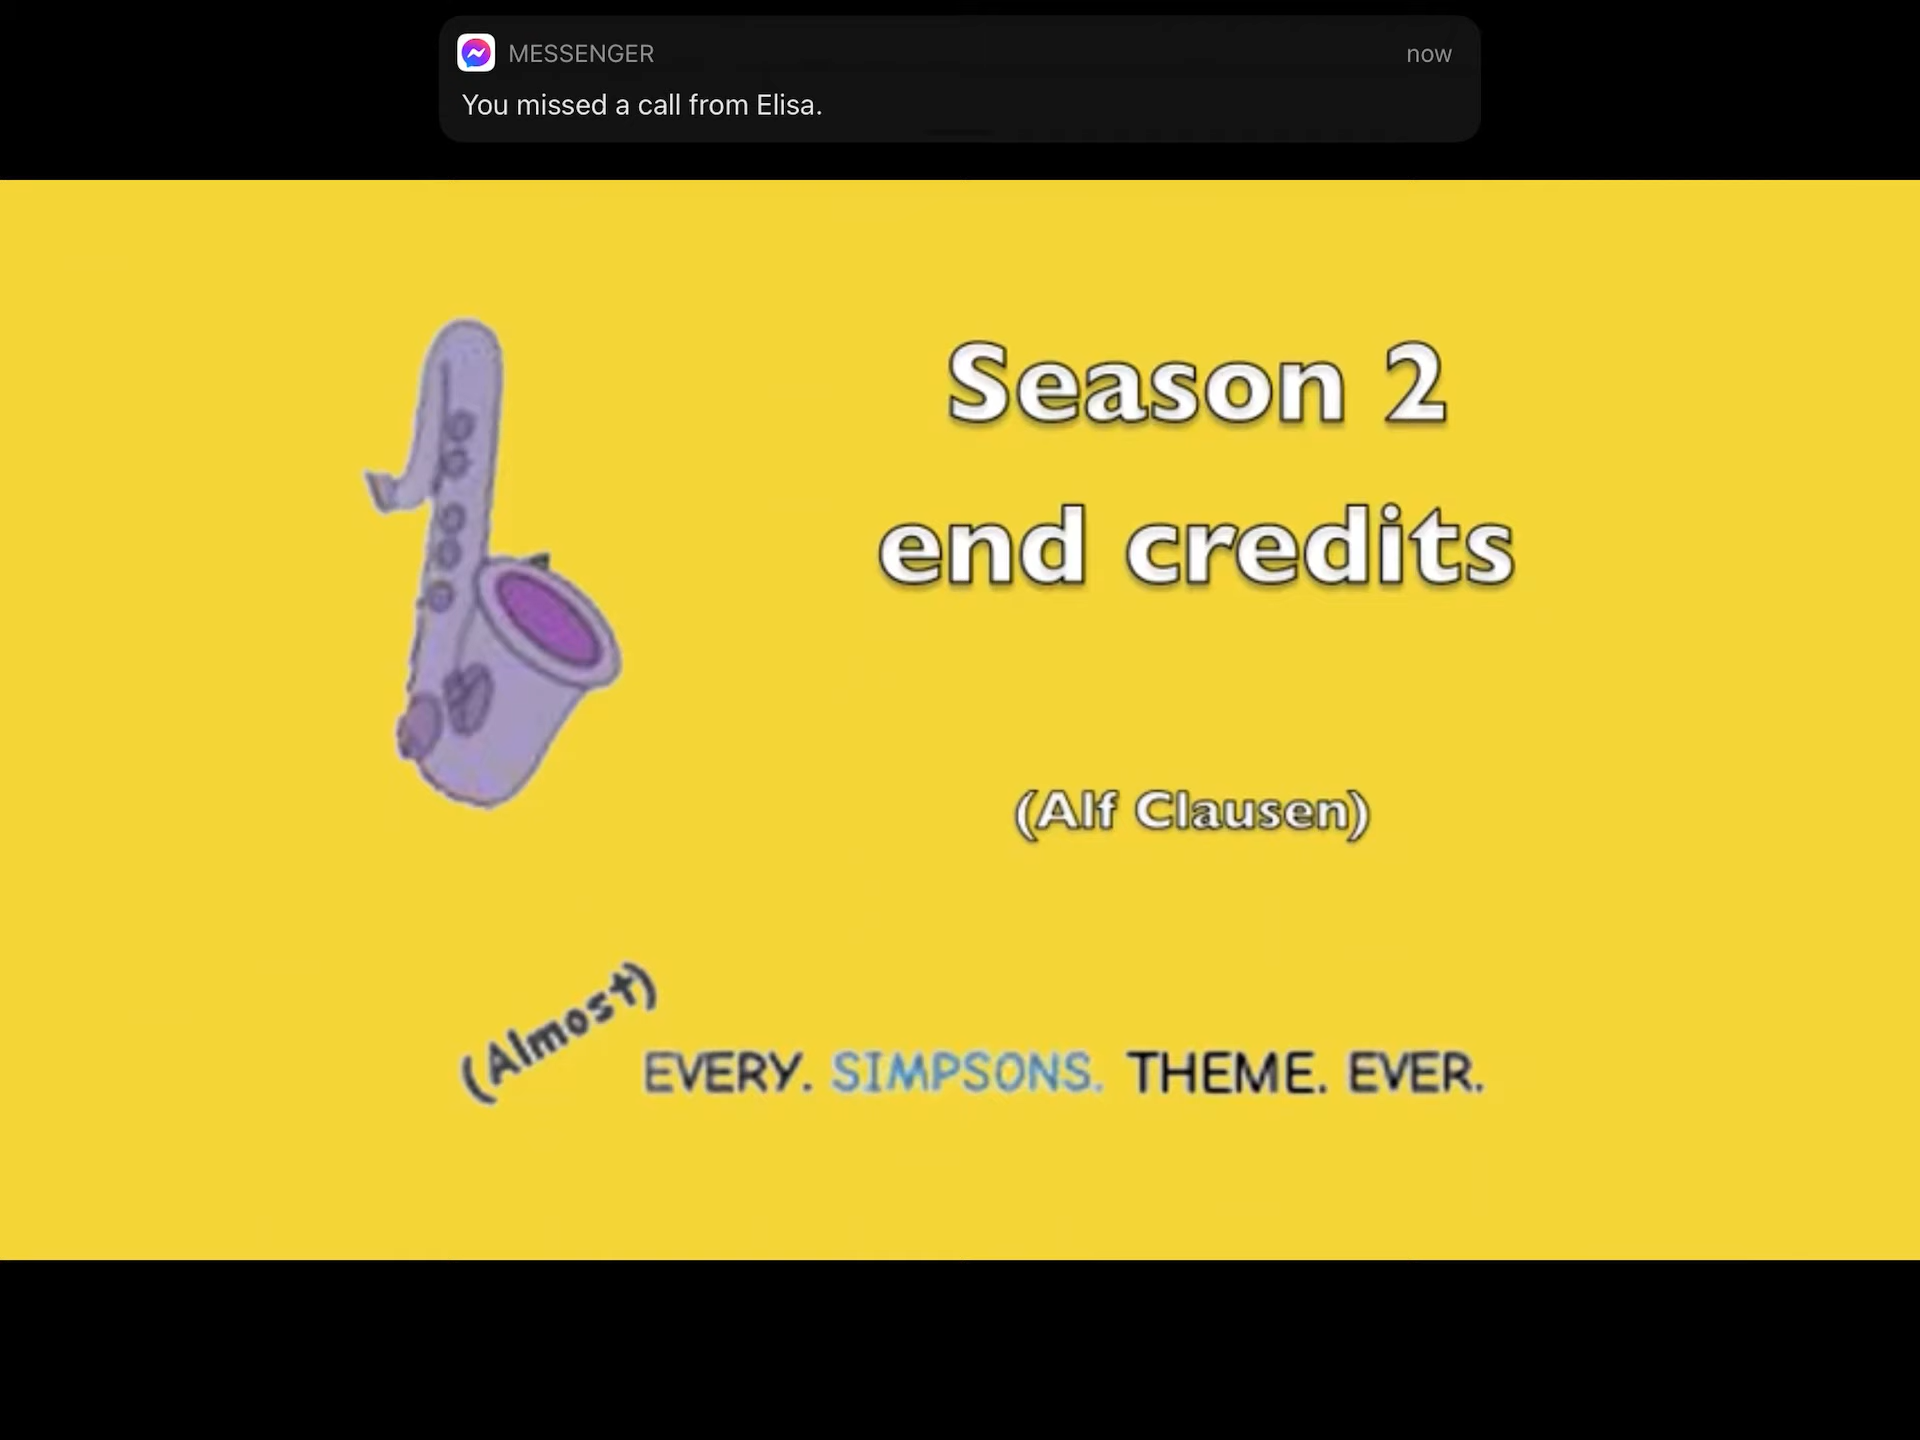 MESSENGER
now
You missed a call from Elisa.
Season 2
end credits
(Alf Clausen)
(Almost)
EVERY. SIMPSONS. THEME. EVER.